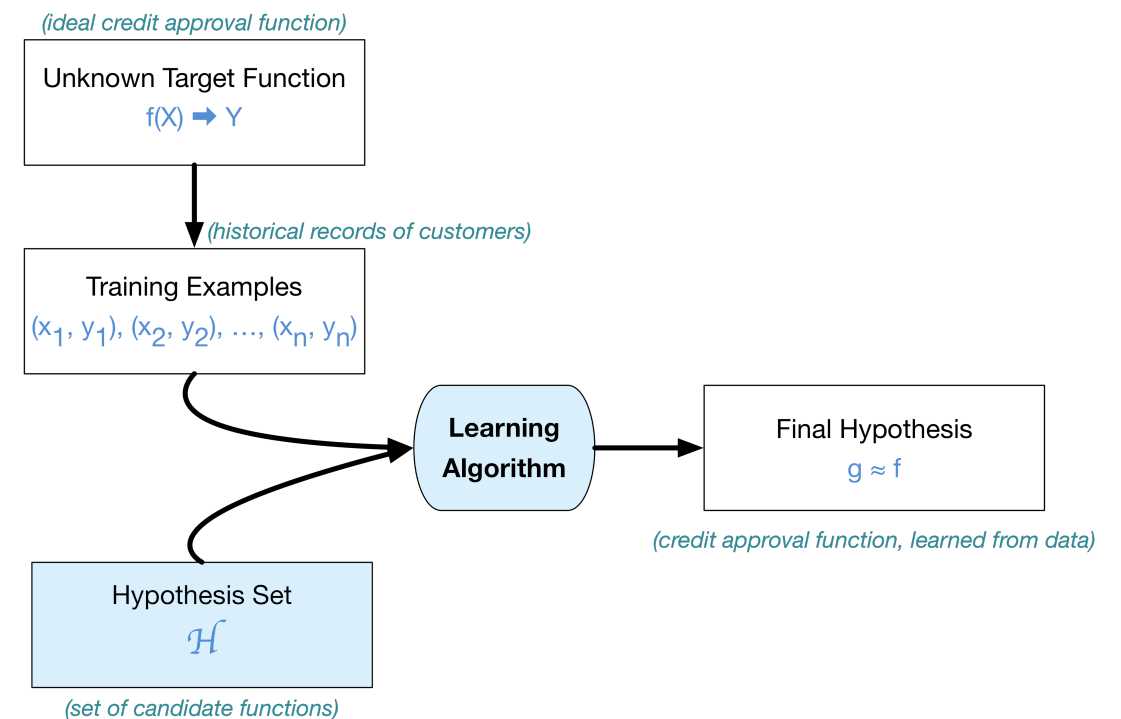 (ideal credit approval function)
Unknown Target Function
f(X) ➡ Y
(historical records of customers)
Training Examples
(x₁, y₁), (x₂, y₂), …, (xₙ, yₙ)
Learning
Algorithm
Final Hypothesis
g ≈ f
(credit approval function, learned from data)
Hypothesis Set
ℋ
(set of candidate functions)